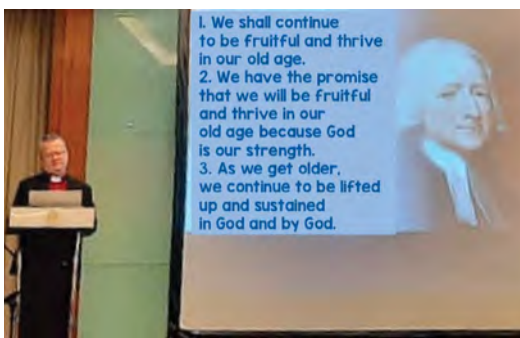 1. We shall continue
to be fruitful and thrive
in our old age.
2. We have the promise
that we will be fruitful
and thrive in our
old age because God
is our strength.
3. As we get older,
we continue to be lifted
up and sustained
in God and by God.